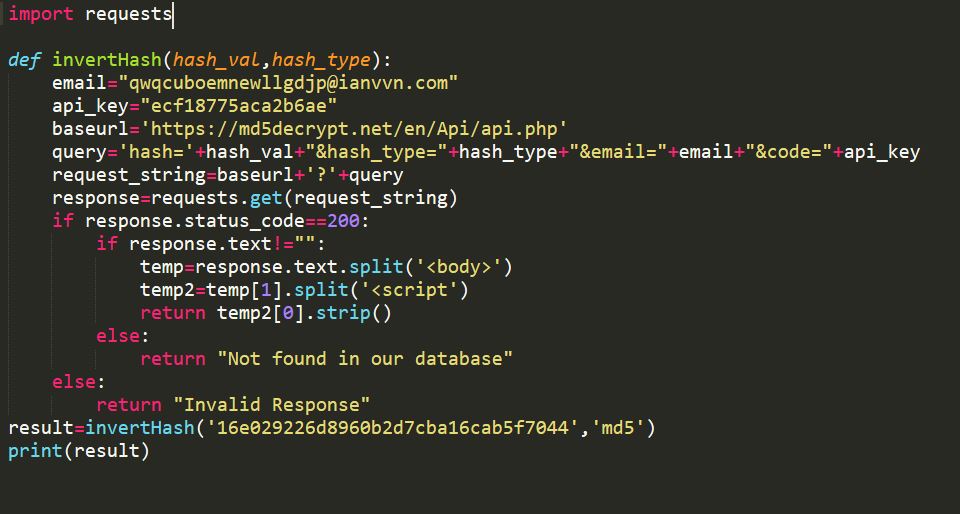 import requests
def invertHash(hash_val,hash_type):
    email="qwqcuboemnewllgdjp@ianvvn.com"
    api_key="ecf18775aca2b6ae"
    baseurl='https://md5decrypt.net/en/Api/api.php'
    query='hash='+hash_val+"&hash_type="+hash_type+"&email="+email+"&code="+api_key
    request_string=baseurl+'?'+query
    response=requests.get(request_string)
    if response.status_code==200:
        if response.text!="":
            temp=response.text.split('<body>')
            temp2=temp[1].split('<script')
            return temp2[0].strip()
        else:
            return "Not found in our database"
    else:
        return "Invalid Response"
result=invertHash('16e029226d8960b2d7cba16cab5f7044','md5')
print(result)